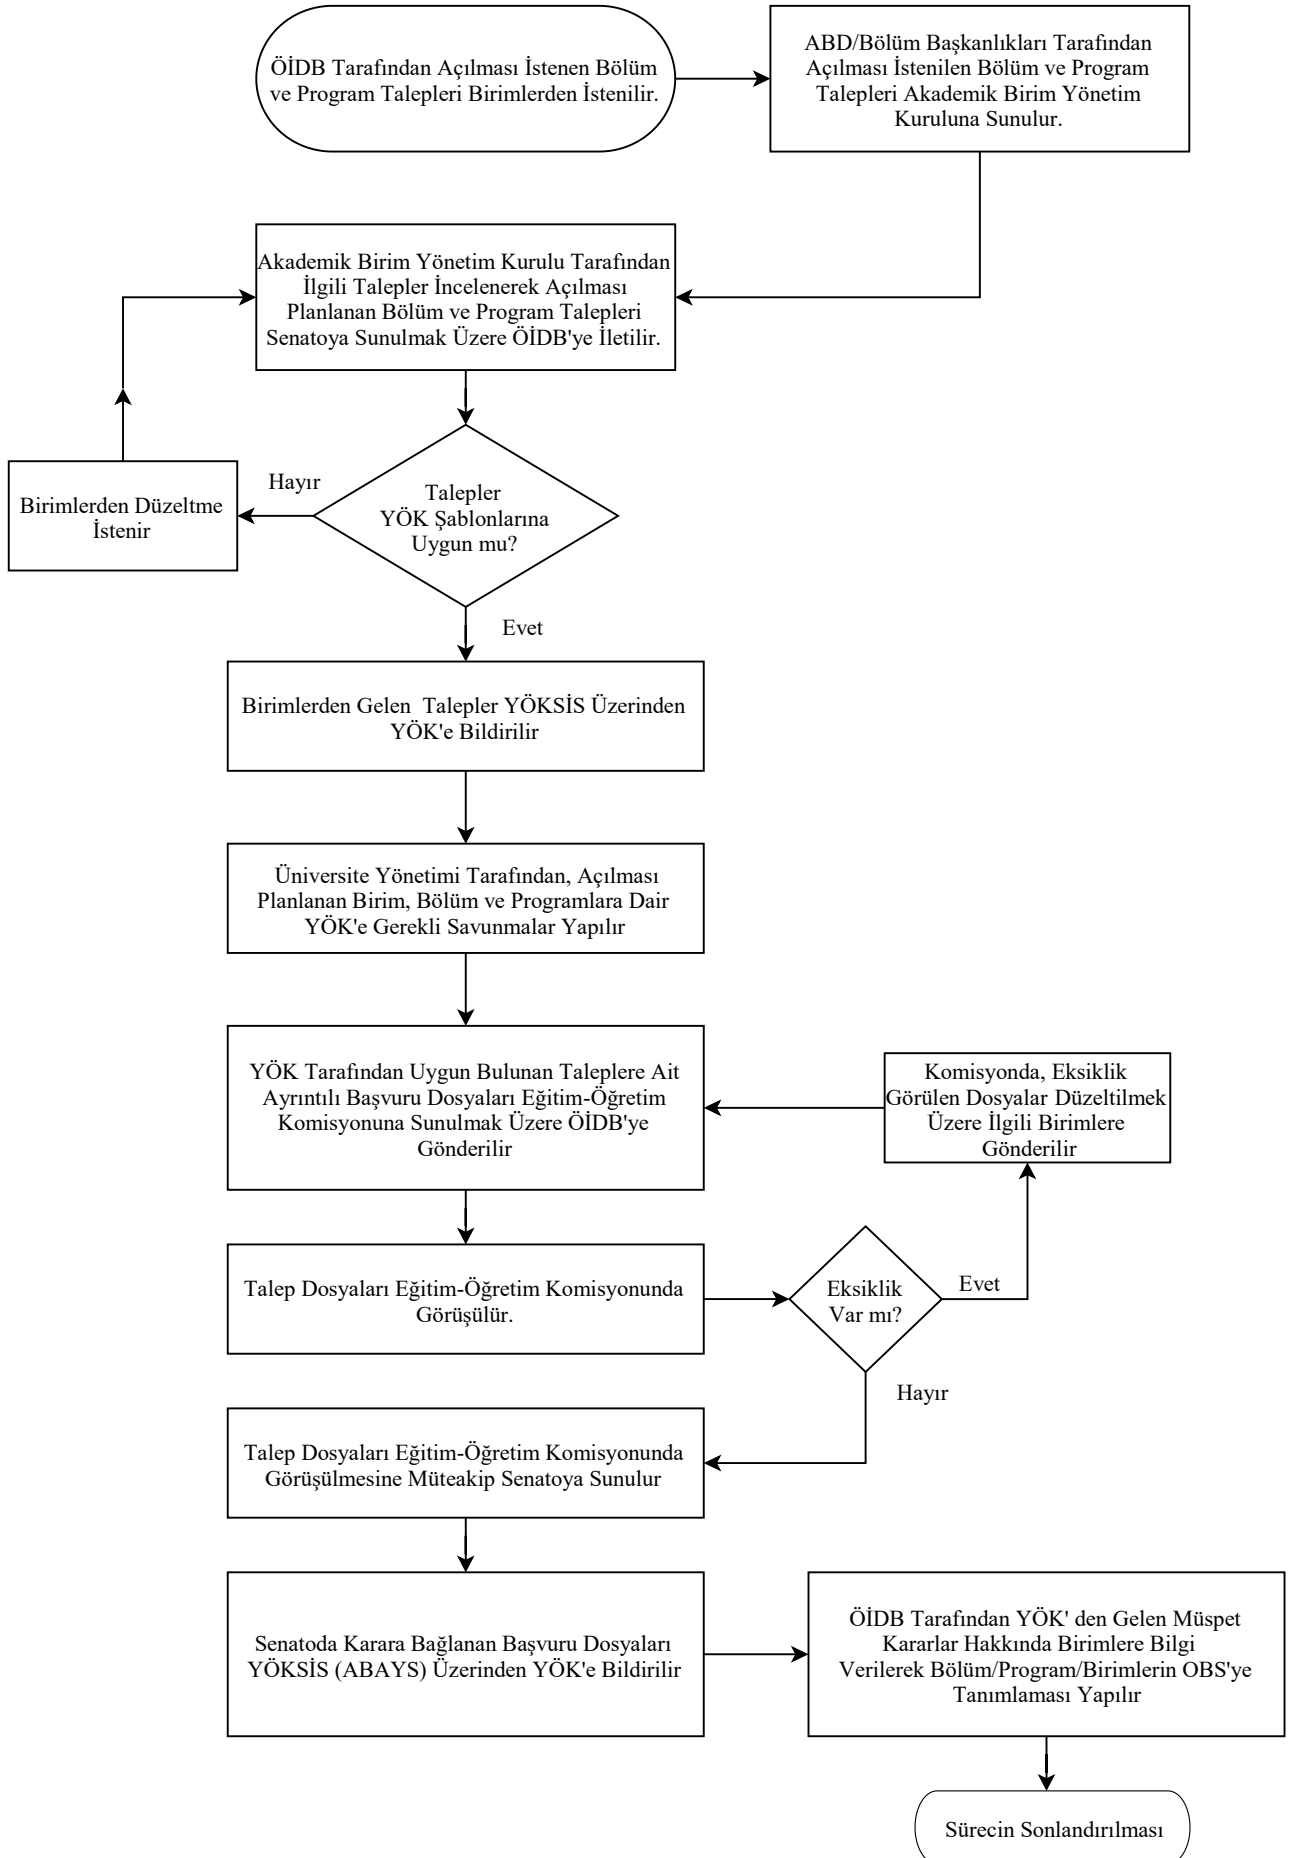 ÖİDB Tarafından Açılması İstenen Bölüm
ve Program Talepleri Birimlerden İstenilir.
ABD/Bölüm Başkanlıkları Tarafından
Açılması İstenilen Bölüm ve Program
Talepleri Akademik Birim Yönetim
Kuruluna Sunulur.
Akademik Birim Yönetim Kurulu Tarafından
İlgili Talepler İncelenerek Açılması
Planlanan Bölüm ve Program Talepleri
Senatoya Sunulmak Üzere ÖİDB'ye İletilir.
Talepler
YÖK Şablonlarına
Uygun mu?
Hayır
Birimlerden Düzeltme
İstenir
Evet
Birimlerden Gelen  Talepler YÖKSİS Üzerinden
YÖK'e Bildirilir
Üniversite Yönetimi Tarafından, Açılması
Planlanan Birim, Bölüm ve Programlara Dair
YÖK'e Gerekli Savunmalar Yapılır
YÖK Tarafından Uygun Bulunan Taleplere Ait
Ayrıntılı Başvuru Dosyaları Eğitim-Öğretim
Komisyonuna Sunulmak Üzere ÖİDB'ye
Gönderilir
Komisyonda, Eksiklik
Görülen Dosyalar Düzeltilmek
Üzere İlgili Birimlere
Gönderilir
Talep Dosyaları Eğitim-Öğretim Komisyonunda
Görüşülür.
Eksiklik
Var mı?
Evet
Hayır
Talep Dosyaları Eğitim-Öğretim Komisyonunda
Görüşülmesine Müteakip Senatoya Sunulur
Senatoda Karara Bağlanan Başvuru Dosyaları
YÖKSİS (ABAYS) Üzerinden YÖK'e Bildirilir
ÖİDB Tarafından YÖK' den Gelen Müspet
Kararlar Hakkında Birimlere Bilgi
Verilerek Bölüm/Program/Birimlerin OBS'ye
Tanımlaması Yapılır
Sürecin Sonlandırılması